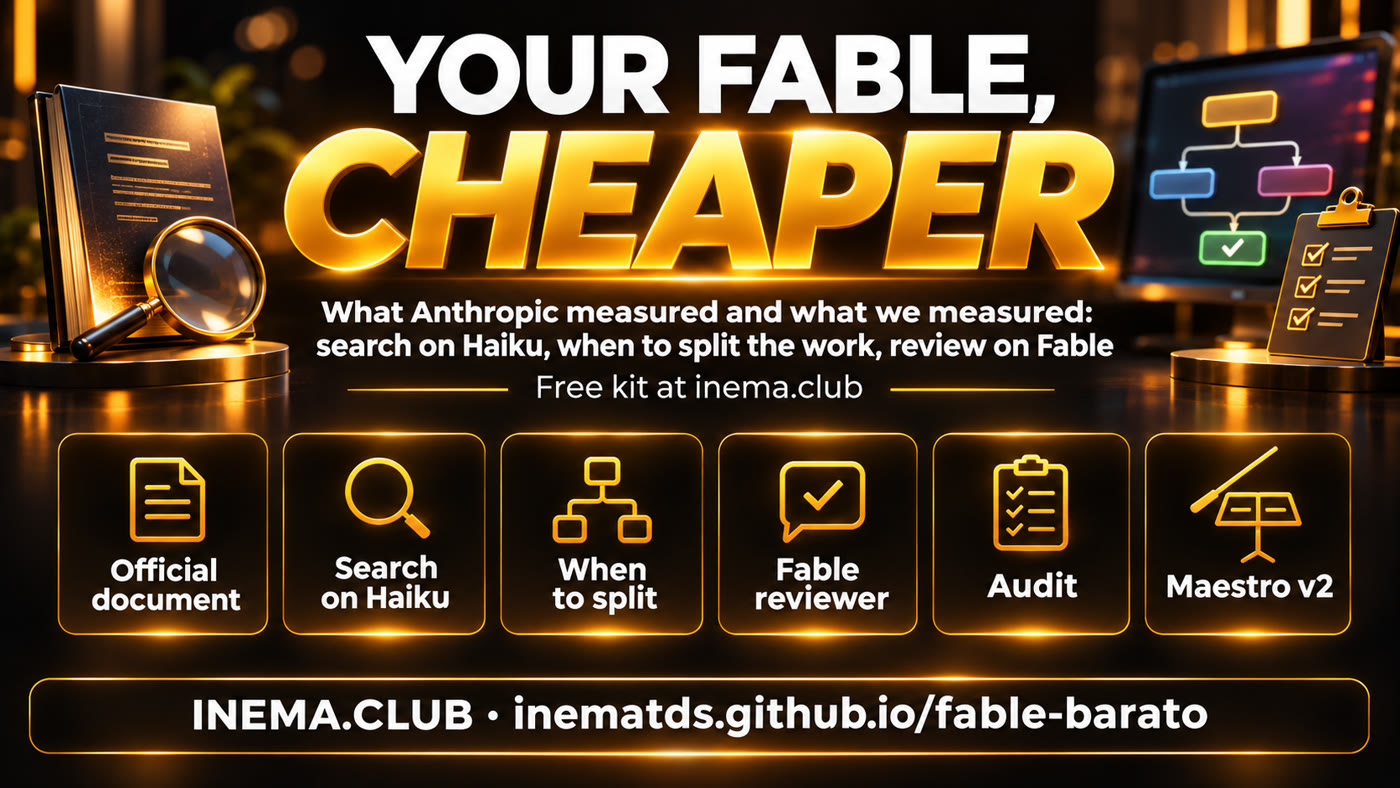 YOUR FABLE,
CHEAPER
What Anthropic measured and what we measured:
search on Haiku, when to split the work, review on Fable
Free kit at inema.club
Official
document
Search
on Haiku
When
to split
Fable
reviewer
Audit
Maestro v2
INEMA.CLUB • inematds.github.io/fable-barato